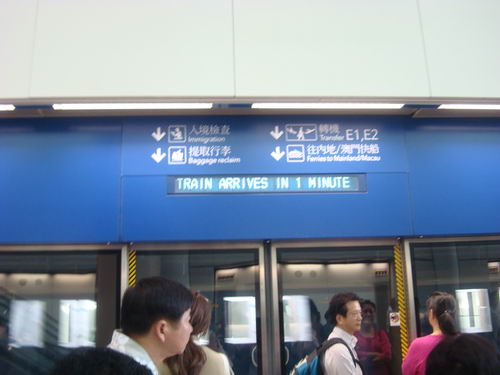 入境檢查
Immigration
提取行李
Baggage reclaim
轉機
Transfer E1,E2
往內地/澳門快船
Ferries to Mainland/Macau
TRAIN ARRIVES IN 1 MINUTE